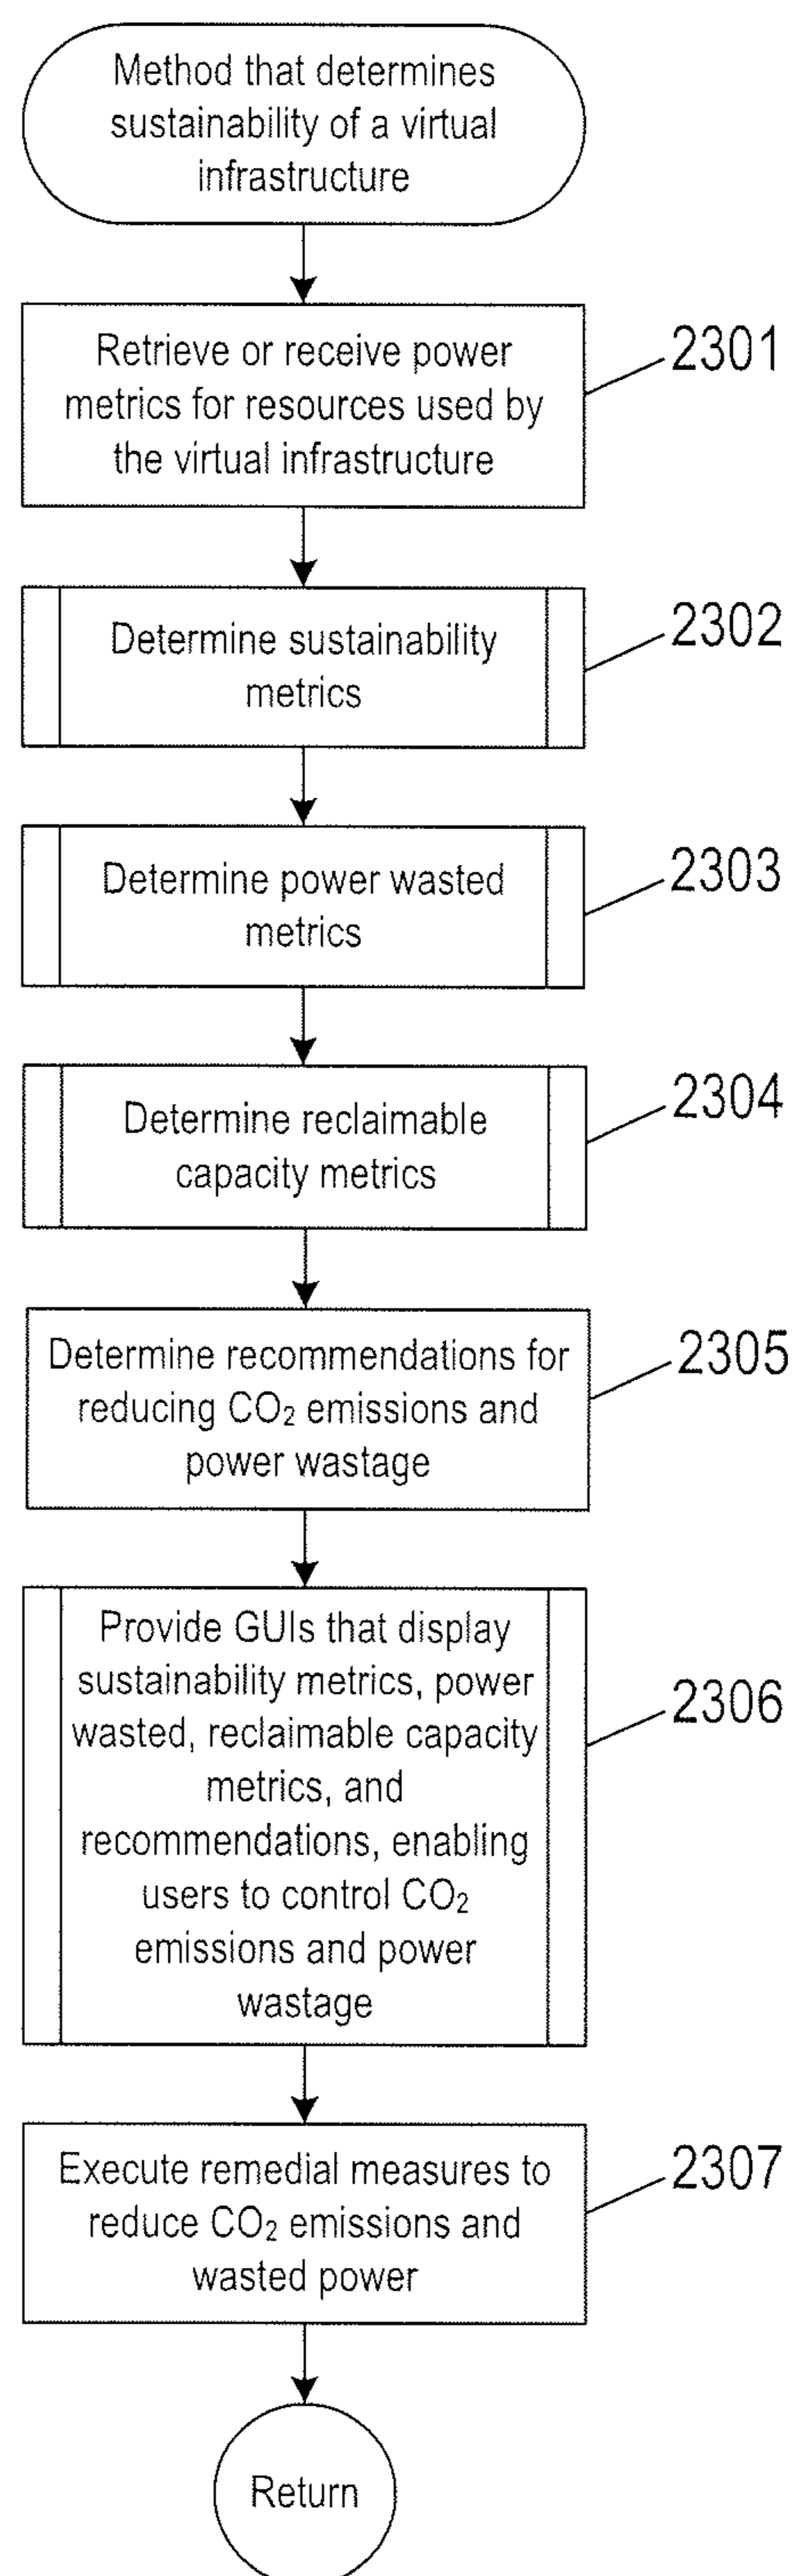 Method that determines
sustainability of a virtual
infrastructure
Retrieve or receive power
metrics for resources used by
the virtual infrastructure
2301
Determine sustainability
metrics
2302
Determine power wasted
metrics
2303
Determine reclaimable
capacity metrics
2304
Determine recommendations for
reducing CO₂ emissions and
power wastage
2305
Provide GUIs that display
sustainability metrics, power
wasted, reclaimable capacity
metrics, and
recommendations, enabling
users to control CO₂
emissions and power
wastage
2306
Execute remedial measures to
reduce CO₂ emissions and
wasted power
2307
Return